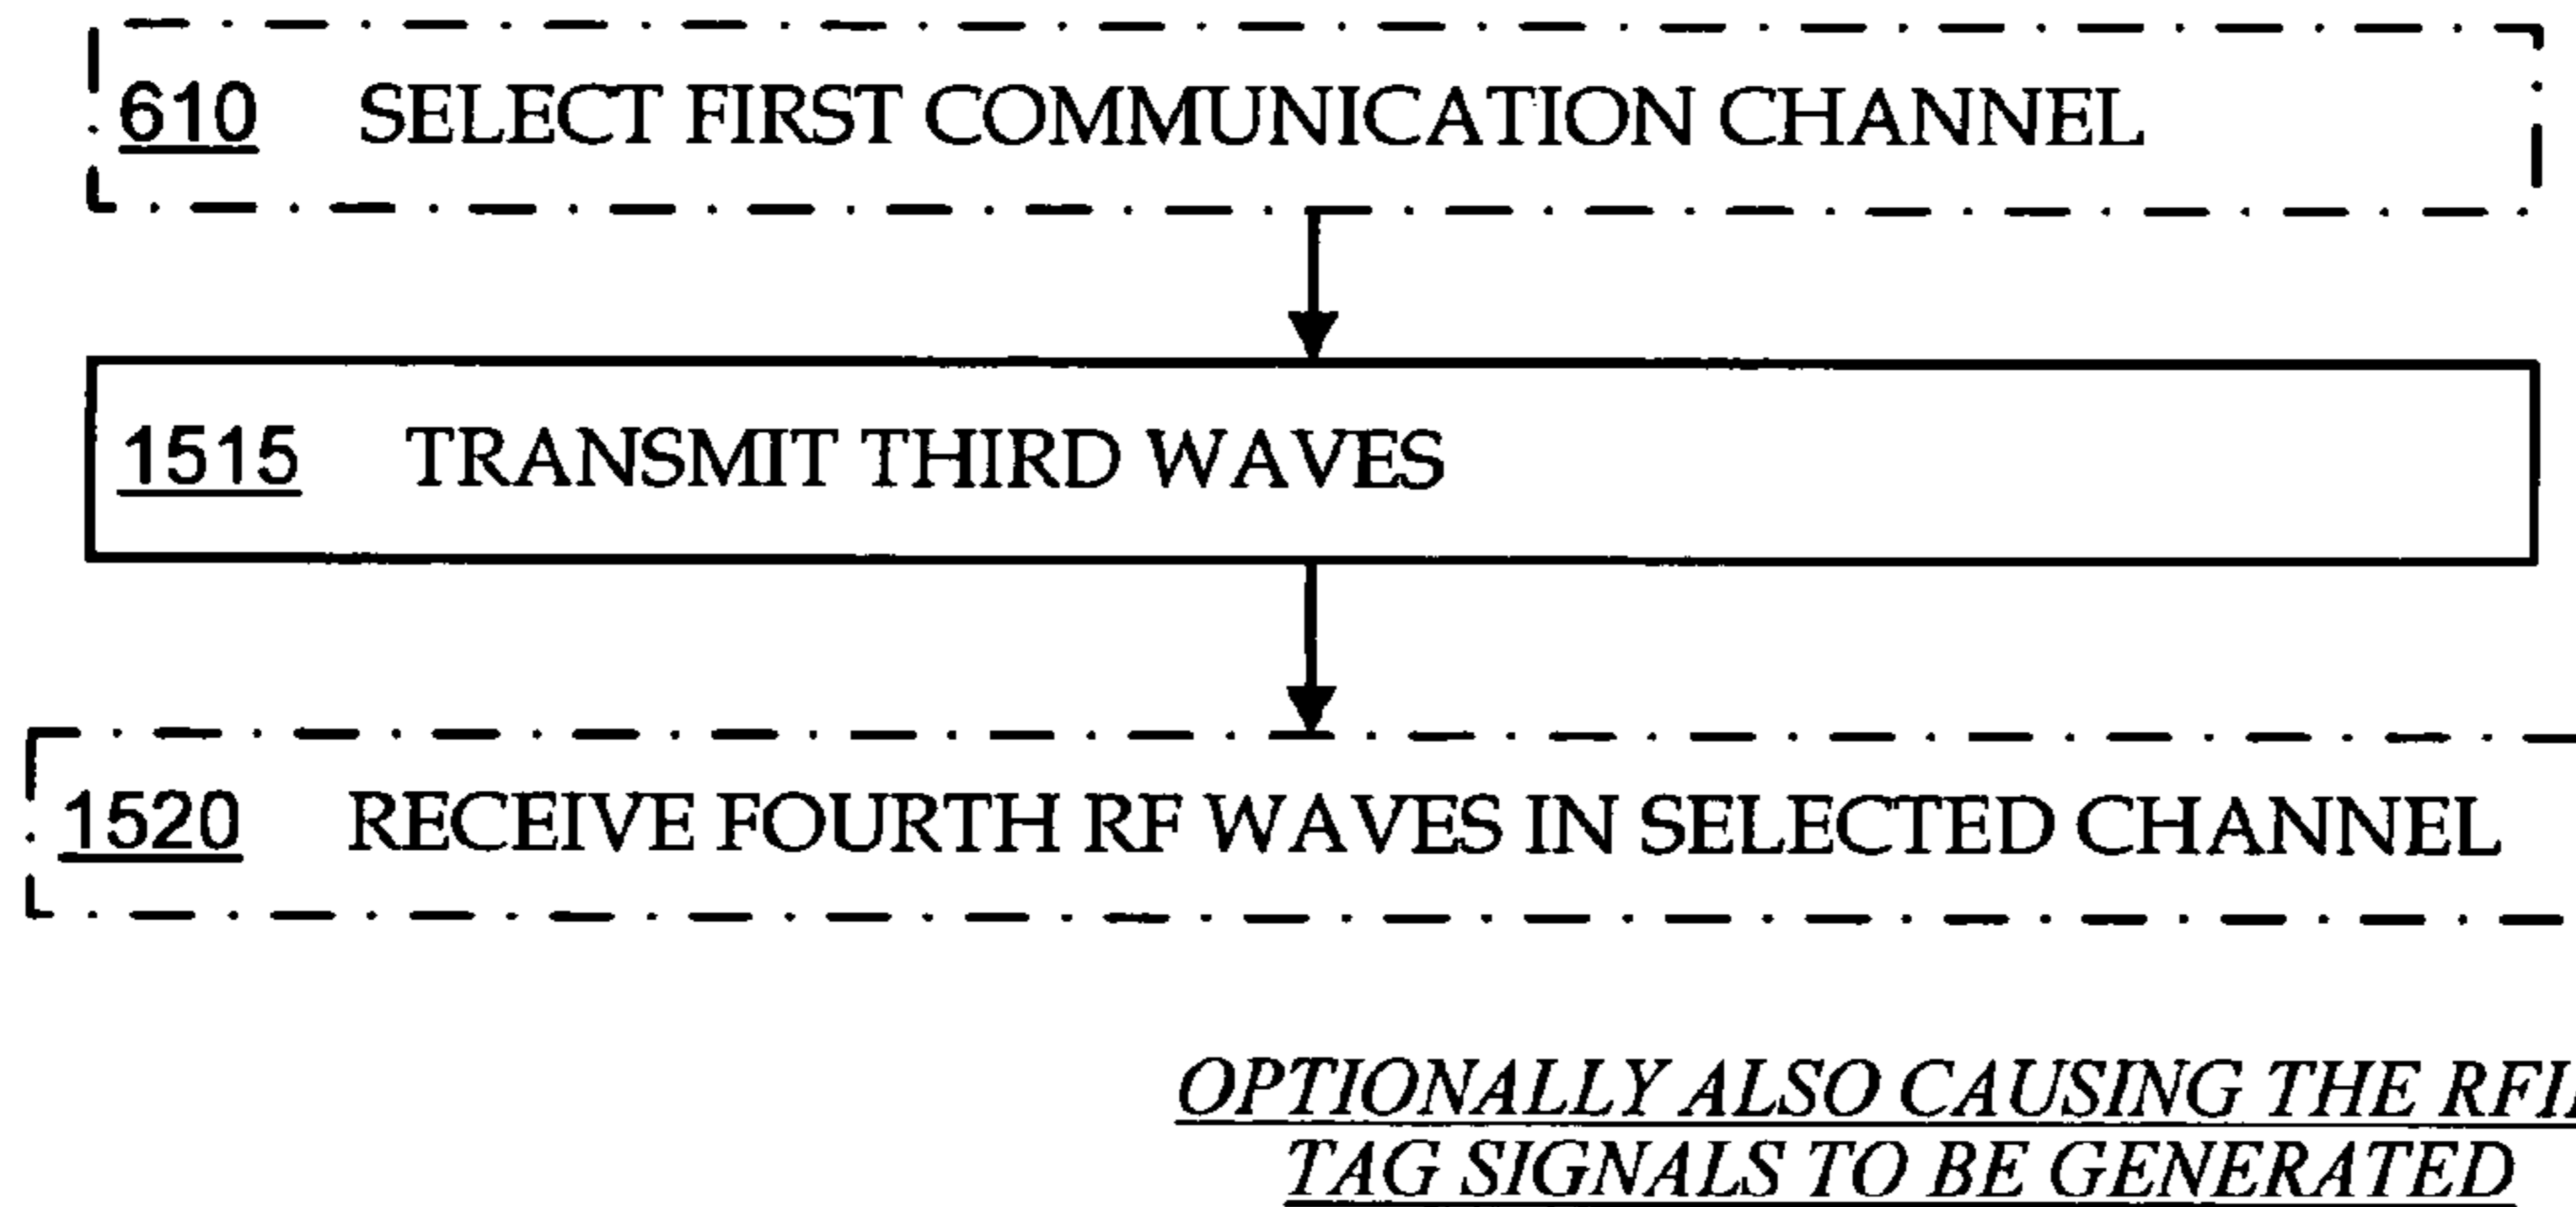 610 SELECT FIRST COMMUNICATION CHANNEL
1515 TRANSMIT THIRD WAVES
1520 RECEIVE FOURTH RF WAVES IN SELECTED CHANNEL
OPTIONALLY ALSO CAUSING THE
TAG SIGNALS TO BE GENERATED